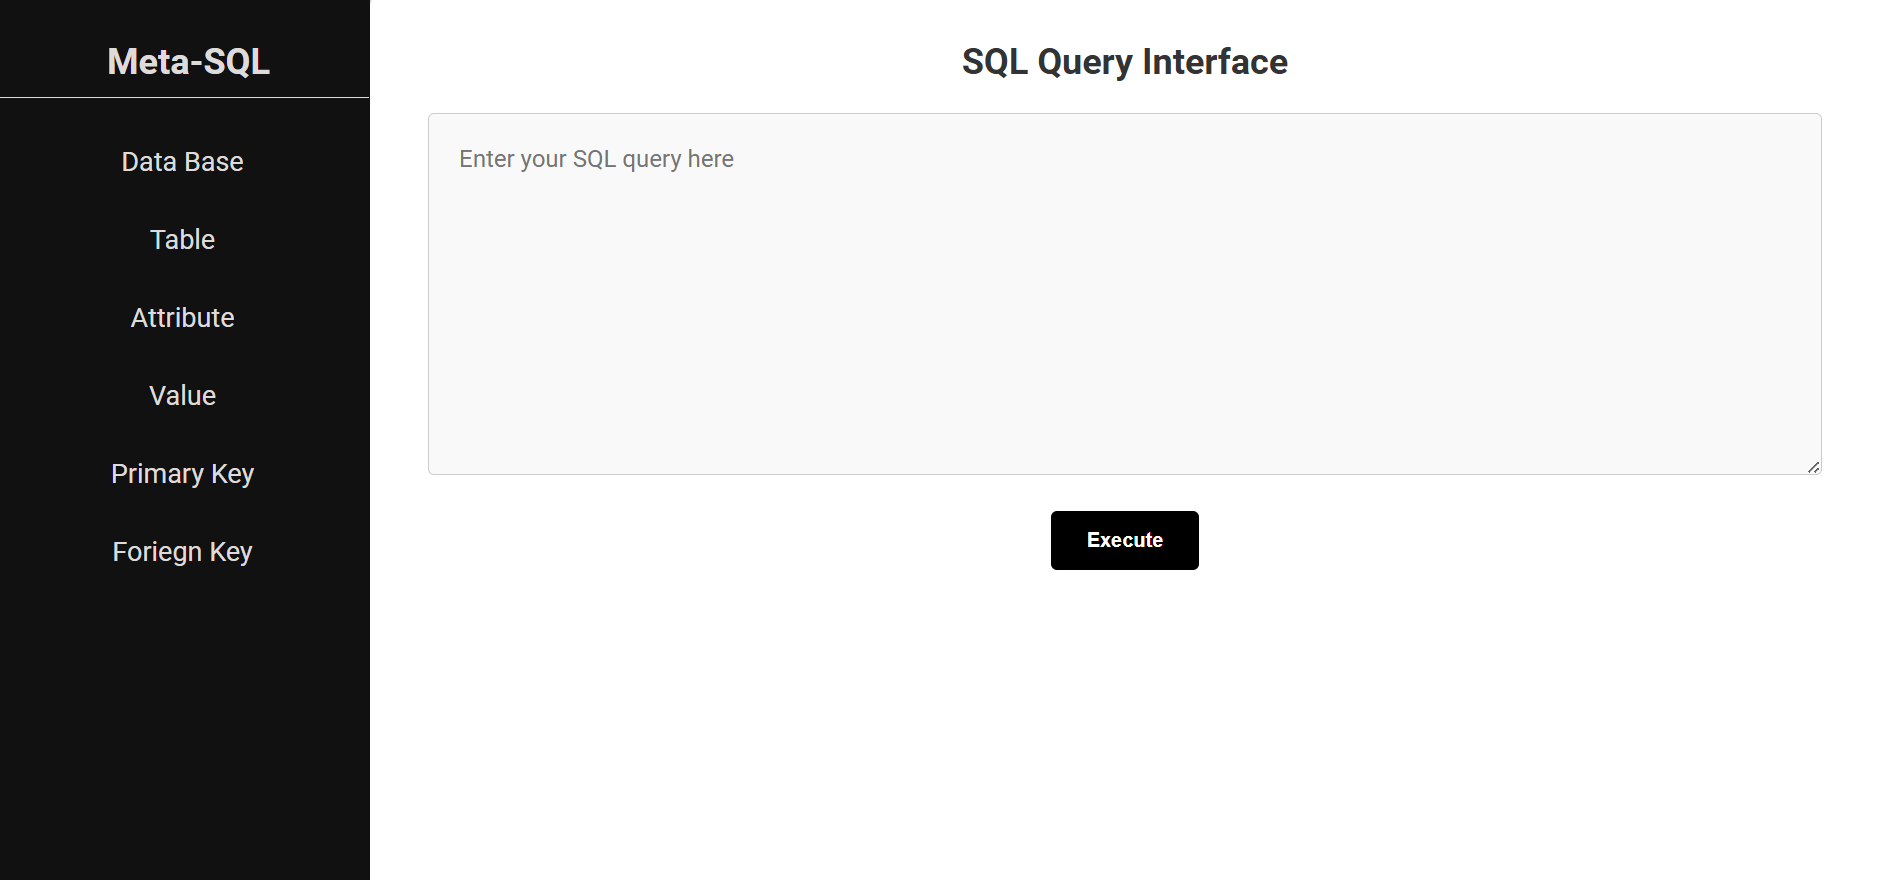 Meta-SQL
Data Base
Table
Attribute
Value
Primary Key
Foriegn Key
SQL Query Interface
Enter your SQL query here
Execute